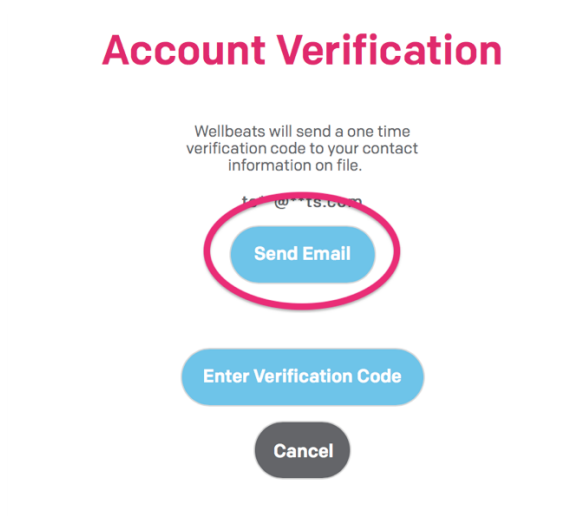 Account Verification
Wellbeats will send a one time
verification code to your contact
information on file.
Send Email
Enter Verification Code
Cancel